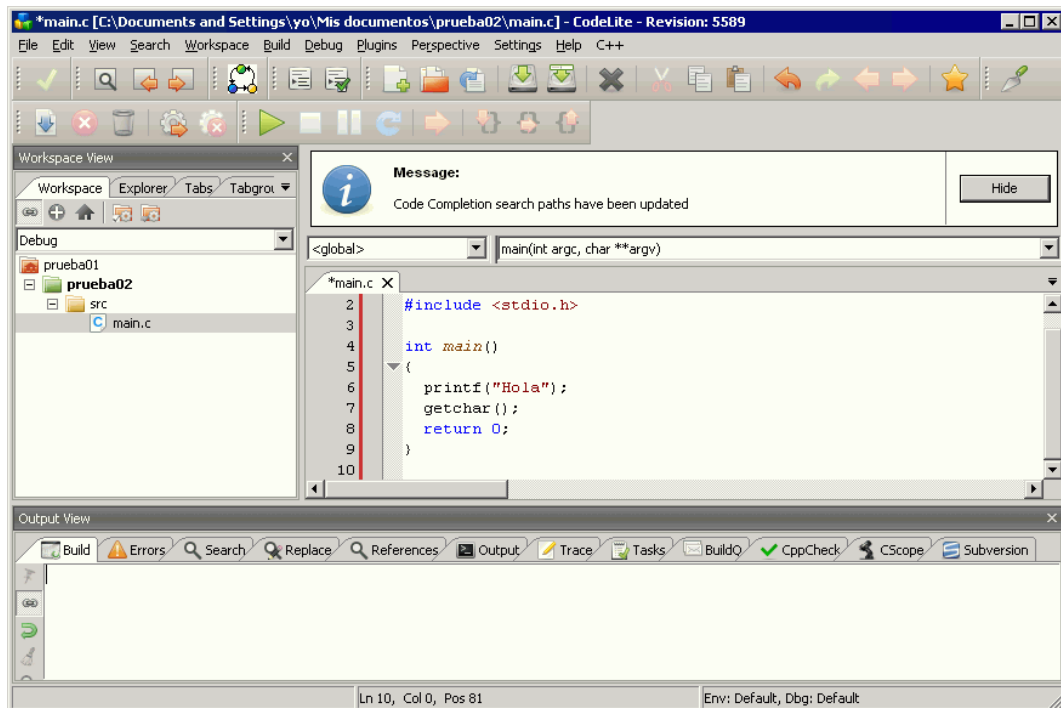 *main.c [C:\Documents and Settings\yo\Mis documentos\prueba02\main.c] - CodeLite - Revision: 5589
File Edit View Search Workspace Build Debug Plugins Perspective Settings Help C++
Workspace View
Workspace Explorer Tabs Tabgrou
Debug
prueba01
prueba02
src
main.c
Message:
Code Completion search paths have been updated
Hide
<global> main(int argc, char **argv)
*main.c
2 #include <stdio.h>
3
4 int main()
5 {
6 printf("Hola");
7 getchar();
8 return 0;
9 }
10
Output View
Build Errors Search Replace References Output Trace Tasks BuildQ CppCheck CScope Subversion
Ln 10, Col 0, Pos 81 Env: Default, Dbg: Default